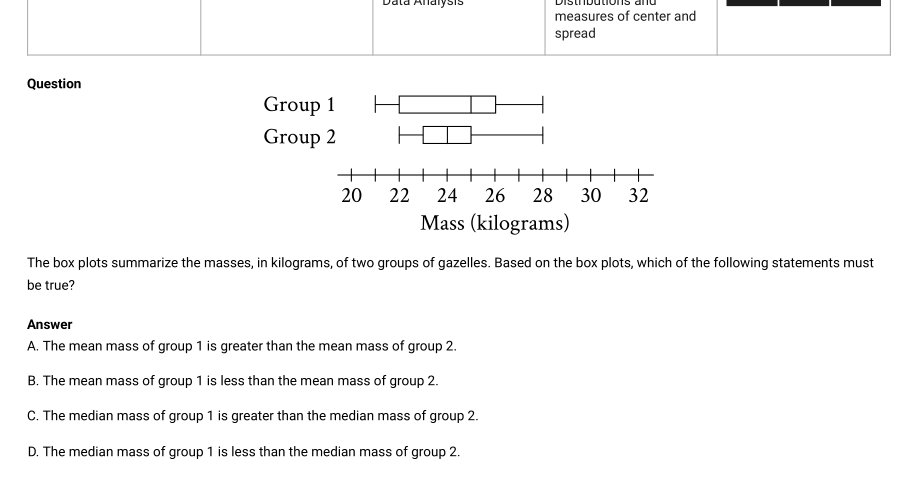 Data Analysis
Distributions and
measures of center and
spread
Question
Group 1
Group 2
20 22 24 26 28 30 32
Mass (kilograms)
The box plots summarize the masses, in kilograms, of two groups of gazelles. Based on the box plots, which of the following statements must
be true?
Answer
A. The mean mass of group 1 is greater than the mean mass of group 2.
B. The mean mass of group 1 is less than the mean mass of group 2.
C. The median mass of group 1 is greater than the median mass of group 2.
D. The median mass of group 1 is less than the median mass of group 2.